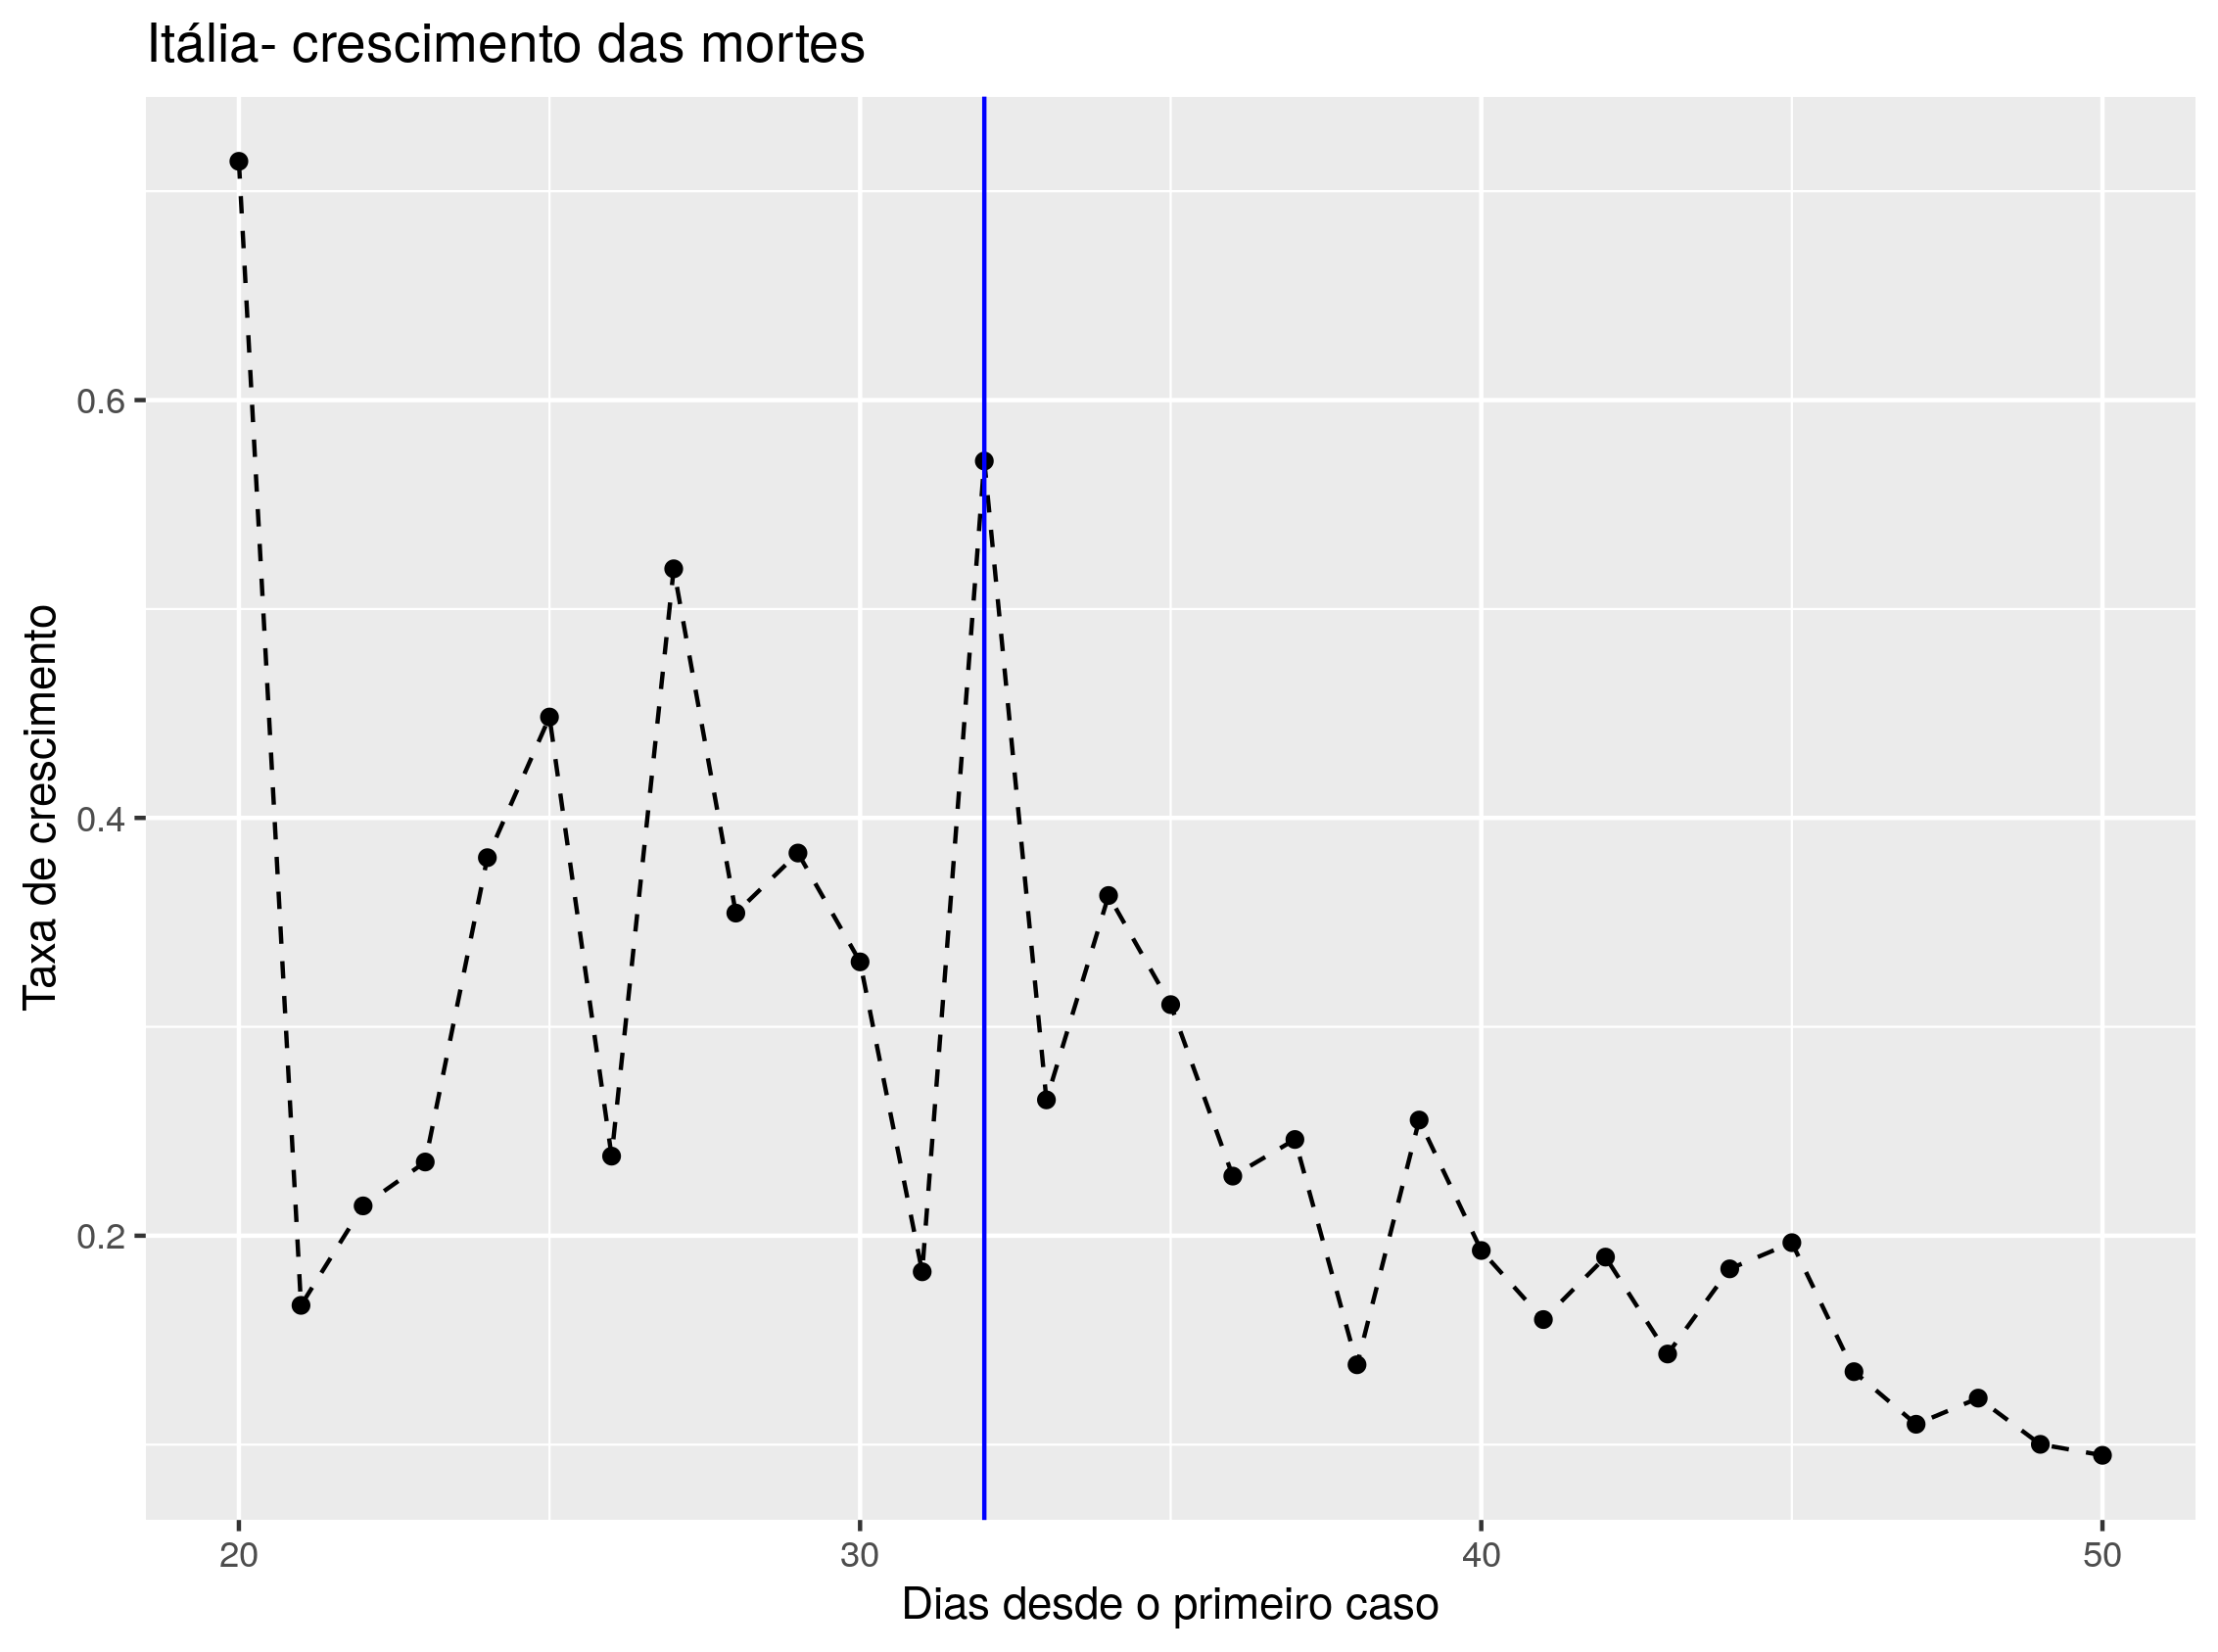 Itália- crescimento das mortes
Taxa de crescimento
0.6
0.4
0.2
20
30
40
50
Dias desde o primeiro caso